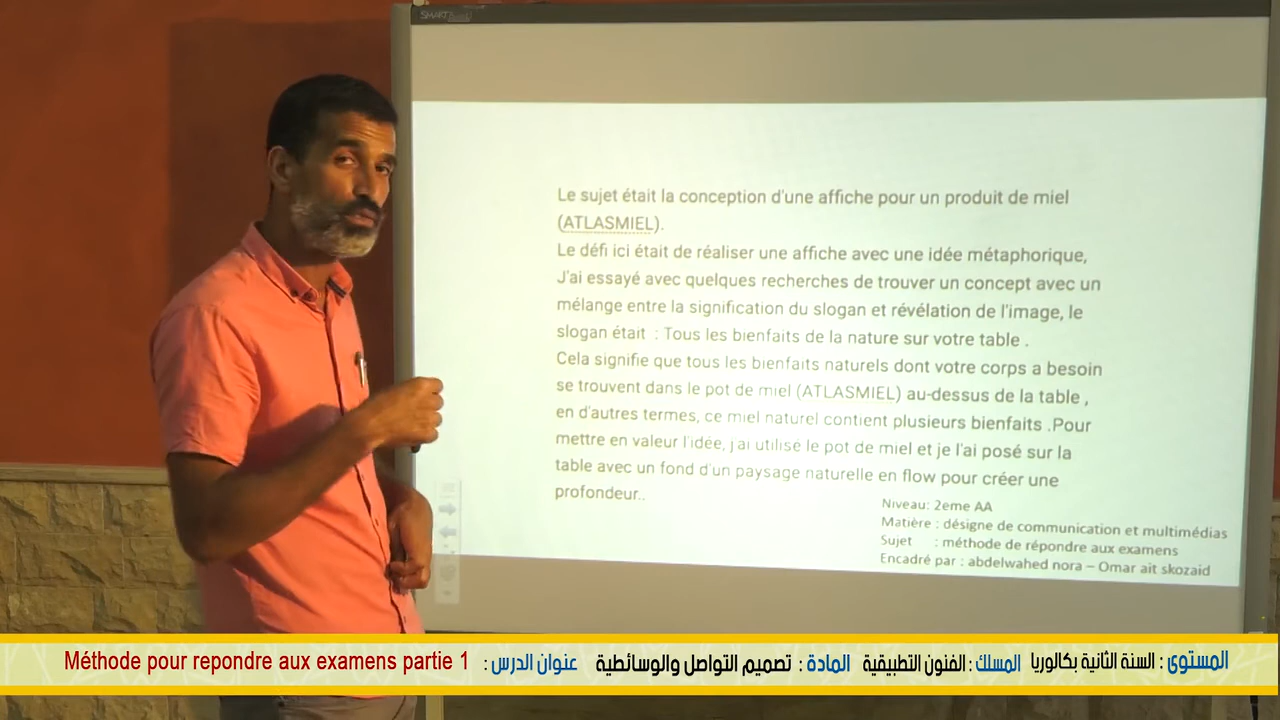 SMART
Le sujet était la conception d'une affiche pour un produit de miel
(ATLASMIEL).
Le défi ici était de réaliser une affiche avec une idée métaphorique,
J'ai essayé avec quelques recherches de trouver un concept avec un
mélange entre la signification du slogan et révélation de l'image, le
slogan était : Tous les bienfaits de la nature sur votre table .
Cela signifie que tous les bienfaits naturels dont votre corps a besoin
se trouvent dans le pot de miel (ATLASMIEL) au-dessus de la table ,
en d'autres termes, ce miel naturel contient plusieurs bienfaits .Pour
mettre en valeur l'idée, j'ai utilisé le pot de miel et je l'ai posé sur la
table avec un fond d'un paysage naturelle en flow pour créer une
profondeur..
Niveau: 2eme AA
Matière : désigne de communication et multimédias
Sujet : méthode de répondre aux examens
Encadré par : abdelwahed nora – Omar ait skozaid
المستوى : السنة الثانية بكالوريا المسلك : الفنون التطبيقية المادة : تصميم التواصل والوسائطية عنوان الدرس : Méthode pour repondre aux examens partie 1